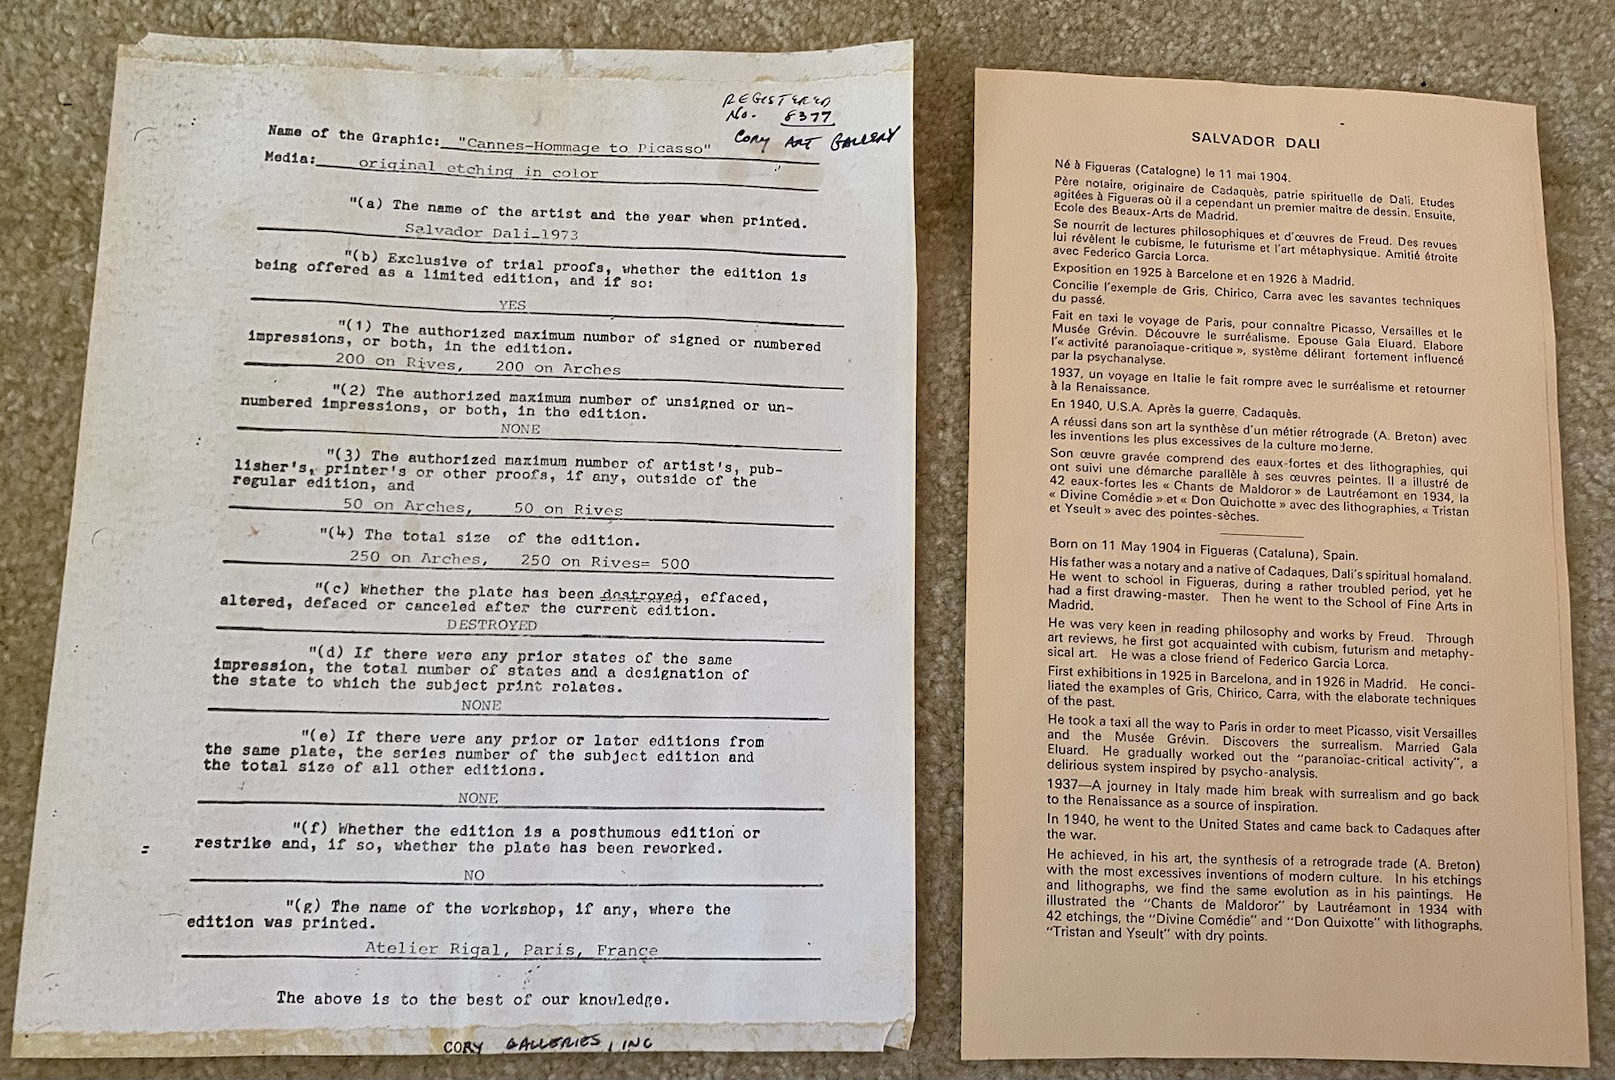 REGISTERED
No. 8377
CORY ART GALLERY
Name of the Graphic: "Cannes-Hommage to Picasso"
Media: original etching in color
"(a) The name of the artist and the year when printed.
Salvador Dali-1973
"(b) Exclusive of trial proofs, whether the edition is
being offered as a limited edition, and if so:
YES
"(1) The authorized maximum number of signed or numbered
impressions, or both, in the edition.
200 on Rives, 200 on Arches
"(2) The authorized maximum number of unsigned or un-
numbered impressions, or both, in the edition.
NONE
"(3) The authorized maximum number of artist's, pub-
lisher's, printer's or other proofs, if any, outside of the
regular edition, and
50 on Arches, 50 on Rives
"(4) The total size of the edition.
250 on Arches, 250 on Rives= 500
"(c) Whether the plate has been destroyed, effaced,
altered, defaced or canceled after the current edition.
DESTROYED
"(d) If there were any prior states of the same
impression, the total number of states and a designation of
the state to which the subject print relates.
NONE
"(e) If there were any prior or later editions from
the same plate, the series number of the subject edition and
the total size of all other editions.
NONE
"(f) Whether the edition is a posthumous edition or
restrike and, if so, whether the plate has been reworked.
NO
"(g) The name of the workshop, if any, where the
edition was printed.
Atelier Rigal, Paris, France
The above is to the best of our knowledge.
CORY GALLERIES, INC
SALVADOR DALI
Né à Figueras (Catalogne) le 11 mai 1904.
Père notaire, originaire de Cadaquès, patrie spirituelle de Dali. Etudes
agitées à Figueras où il a cependant un premier maître de dessin. Ensuite,
Ecole des Beaux-Arts de Madrid.
Se nourrit de lectures philosophiques et d'œuvres de Freud. Des revues
lui révèlent le cubisme, le futurisme et l'art métaphysique. Amitié étroite
avec Federico Garcia Lorca.
Exposition en 1925 à Barcelone et en 1926 à Madrid.
Concilie l'exemple de Gris, Chirico, Carra avec les savantes techniques
du passé.
Fait en taxi le voyage de Paris, pour connaître Picasso, Versailles et le
Musée Grévin. Découvre le surréalisme. Epouse Gala Eluard. Elabore
l'« activité paranoïaque-critique », système délirant fortement influencé
par la psychanalyse.
1937, un voyage en Italie le fait rompre avec le surréalisme et retourner
à la Renaissance.
En 1940, U.S.A. Après la guerre, Cadaquès.
A réussi dans son art la synthèse d'un métier rétrograde (A. Breton) avec
les inventions les plus excessives de la culture moderne.
Son œuvre gravée comprend des eaux-fortes et des lithographies, qui
ont suivi une démarche parallèle à ses œuvres peintes. Il a illustré de
42 eaux-fortes les « Chants de Maldoror » de Lautréamont en 1934, la
« Divine Comédie » et « Don Quichotte » avec des lithographies, « Tristan
et Yseult » avec des pointes-sèches.
Born on 11 May 1904 in Figueras (Cataluna), Spain.
His father was a notary and a native of Cadaques, Dali's spiritual homaland.
He went to school in Figueras, during a rather troubled period, yet he
had a first drawing-master. Then he went to the School of Fine Arts in
Madrid.
He was very keen in reading philosophy and works by Freud. Through
art reviews, he first got acquainted with cubism, futurism and metaphy-
sical art. He was a close friend of Federico Garcia Lorca.
First exhibitions in 1925 in Barcelona, and in 1926 in Madrid. He conci-
liated the examples of Gris, Chirico, Carra, with the elaborate techniques
of the past.
He took a taxi all the way to Paris in order to meet Picasso, visit Versailles
and the Musée Grévin. Discovers the surrealism. Married Gala
Eluard. He gradually worked out the "paranoïac-critical activity", a
delirious system inspired by psycho-analysis.
1937—A journey in Italy made him break with surrealism and go back
to the Renaissance as a source of inspiration.
In 1940, he went to the United States and came back to Cadaques after
the war.
He achieved, in his art, the synthesis of a retrograde trade (A. Breton)
with the most excessives inventions of modern culture. In his etchings
and lithographs, we find the same evolution as in his paintings. He
illustrated the "Chants de Maldoror" by Lautréamont in 1934 with
42 etchings, the "Divine Comédie" and "Don Quixotte" with lithographs,
"Tristan and Yseult" with dry points.